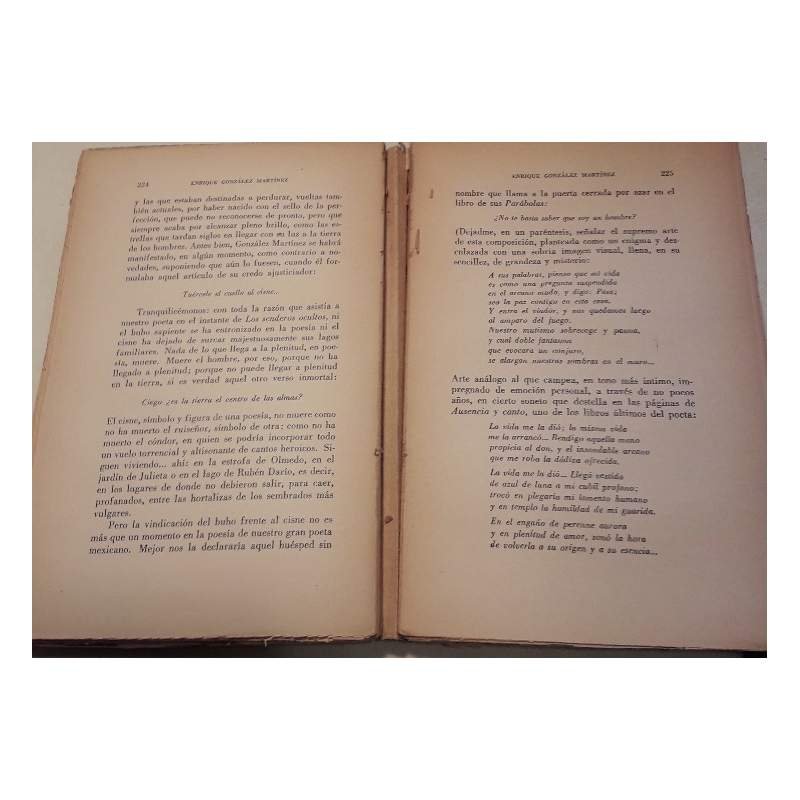 224
ENRIQUE GONZÁLEZ MARTÍNEZ
y las que estaban destinadas a perdurar, vueltas tam-
bién actuales, por haber nacido con el sello de la per-
fección, que puede no reconocerse de pronto, pero que
siempre acaba por alcanzar pleno brillo, como las es-
trellas que tardan siglos en llegar con su luz a la tierra
de los hombres. Antes bien, González Martínez se habrá
manifestado, en algún momento, como contrario a no-
vedades, suponiendo que aún lo fuesen, cuando él for-
mulaba aquel artículo de su credo ajusticiador:
Tuércele el cuello al cisne...
Tranquilicémonos: con toda la razón que asistía a
nuestro poeta en el instante de Los senderos ocultos, ni
el buho sapiente se ha entronizado en la poesía ni el
cisne ha dejado de surcar majestuosamente sus lagos
familiares. Nada de lo que llega a la plenitud, en poe-
sía, muere. Muere el hombre, por eso, porque no ha
llegado a plenitud; porque no puede llegar a plenitud
en la tierra, si es verdad aquel otro verso inmortal:
Ciego ¿es la tierra el centro de las almas?
El cisne, símbolo y figura de una poesía, no muere como
no ha muerto el ruiseñor, símbolo de otra: como no ha
muerto el cóndor, en quien se podría incorporar todo
un vuelo torrencial y altisonante de cantos heroicos. Si-
guen viviendo... ahí: en la estrofa de Olmedo, en el
jardín de Julieta o en el lago de Rubén Darío, es decir,
en los lugares de donde no debieron salir, para caer,
profanados, entre las hortalizas de los sembrados más
vulgares.
Pero la vindicación del buho frente al cisne no es
más que un momento en la poesía de nuestro gran poeta
mexicano. Mejor nos la declararía aquel huésped sin
ENRIQUE GONZÁLEZ MARTÍNEZ
225
nombre que llama a la puerta cerrada por azar en el
libro de sus Parábolas:
¿No te basta saber que soy un hombre?
(Dejadme, en un paréntesis, señalar el supremo arte
de esta composición, planteada como un enigma y des-
enlazada con una sobria imagen visual, llena, en su
sencillez, de grandeza y misterio:
A sus palabras, pienso que mi vida
es como una pregunta suspendida
en el arcano mudo, y digo: Pasa;
sea la paz contigo en esta casa.
Y entra el viador, y nos quedamos luego
al amparo del fuego.
Nuestro mutismo sobrecoge y pasma,
y cual doble fantasma
que evocara un conjuro,
se alargan nuestras sombras en el muro...
Arte análogo al que campea, en tono más íntimo, im-
pregnado de emoción personal, a través de no pocos
años, en cierto soneto que destella en las páginas de
Ausencia y canto, uno de los libros últimos del poeta:
La vida me la dió; la misma vida
me la arrancó... Bendigo aquella mano
propicia al don, y el insondable arcano
que me roba la dádiva ofrecida.
La vida me la dió... Llegó vestida
de azul de luna a mi cubil profano;
trocó en plegaria mi lamento humano
y en templo la humildad de mi guarida.
En el engaño de perenne aurora
y en plenitud de amor, sonó la hora
de volverla a su origen y a su esencia...